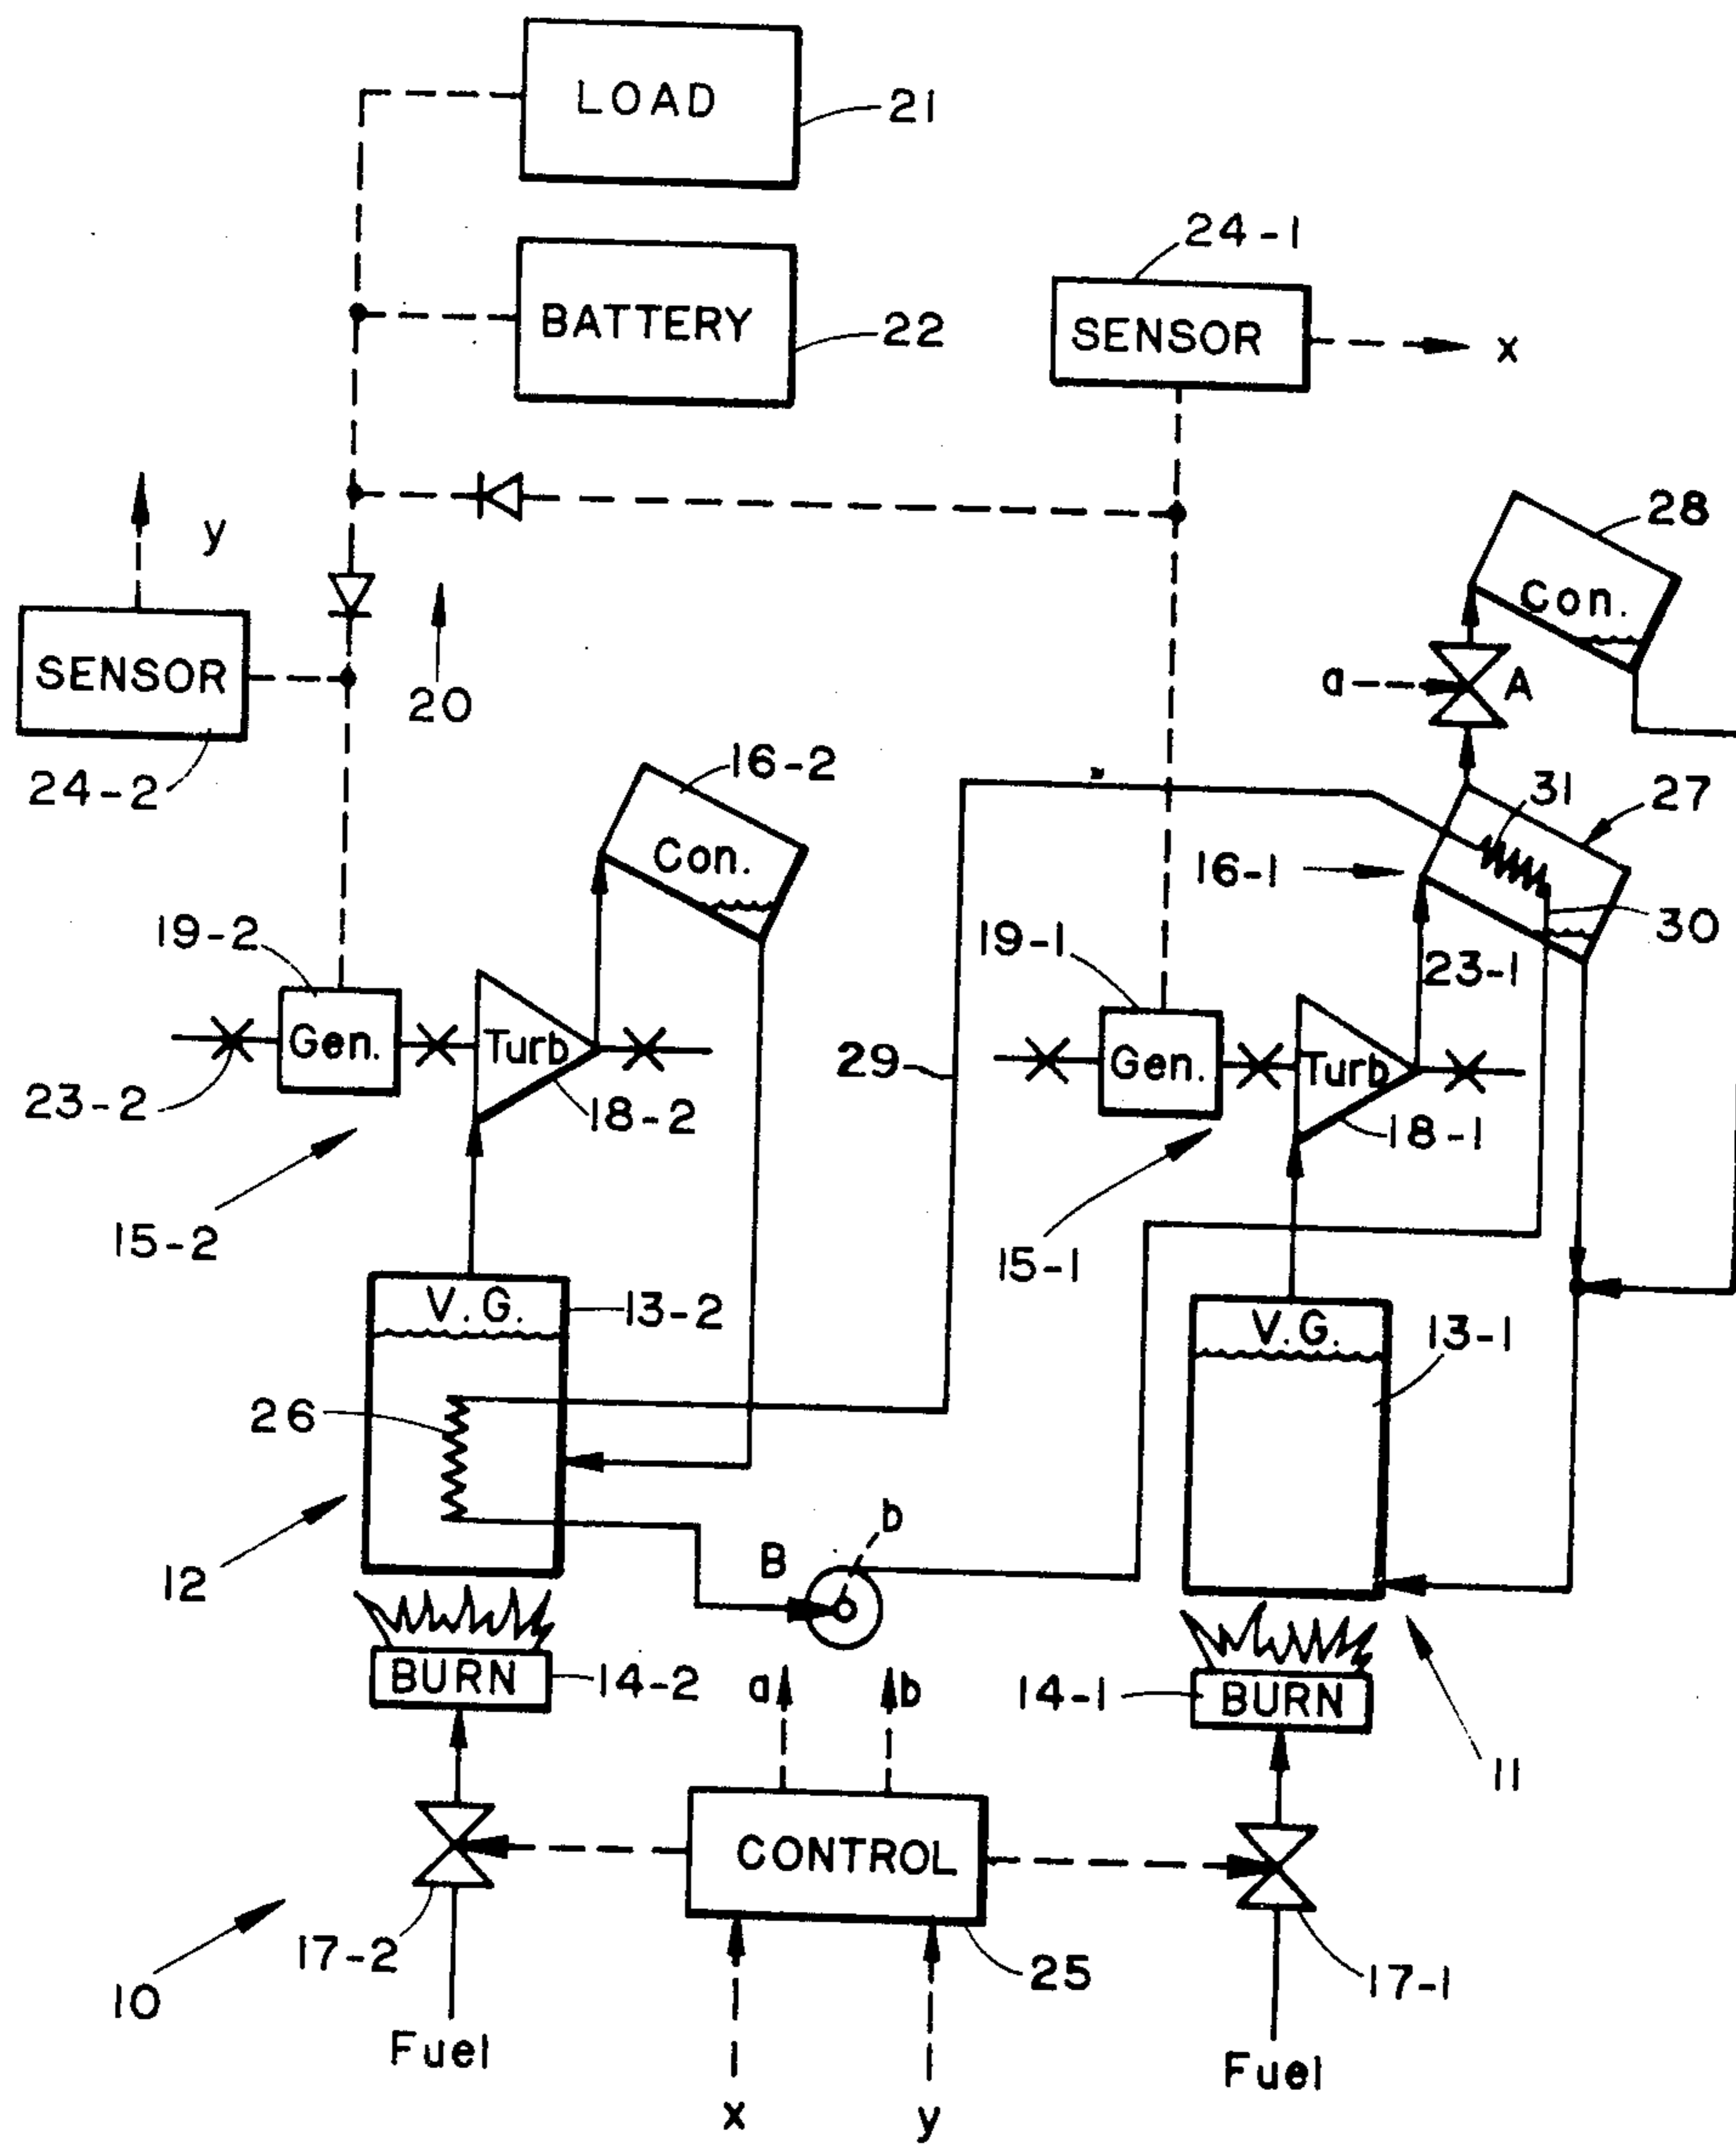 LOAD
21
BATTERY
22
24-1
SENSOR
x
y
28
Con.
SENSOR
20
a
A
24-2
16-2
31
27
Con.
16-1
30
19-2
19-1
23-1
Gen.
Turb
29
Gen.
Turb
23-2
18-2
18-1
15-2
15-1
V.G.
13-2
V.G.
13-1
26
b
B
12
BURN
14-2
a
b
14-1
BURN
11
CONTROL
17-2
25
17-1
10
Fuel
Fuel
x
y